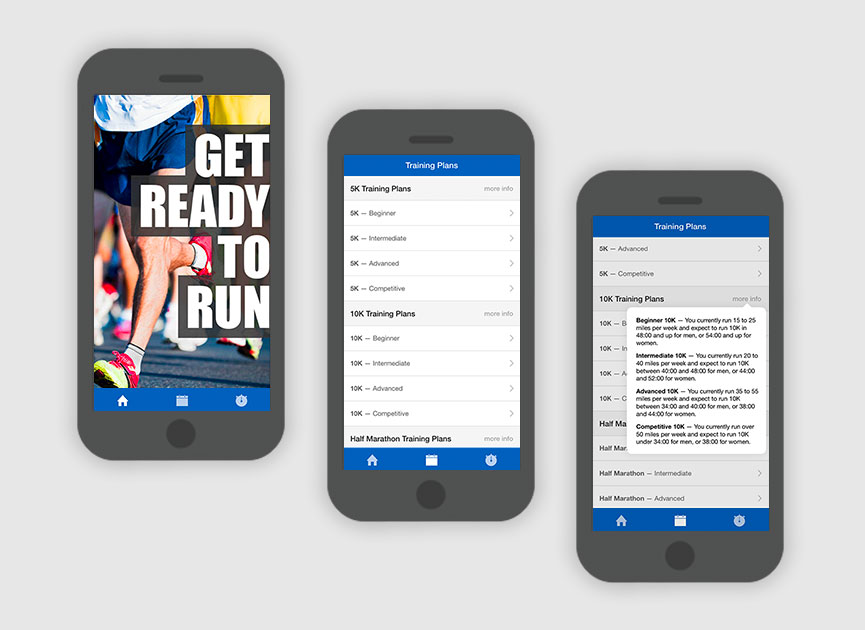 GET
READY
TO
RUN
Training Plans
5K Training Plans more info
5K — Beginner
5K — Intermediate
5K — Advanced
5K — Competitive
10K Training Plans more info
10K — Beginner
10K — Intermediate
10K — Advanced
10K — Competitive
Half Marathon Training Plans more info
Training Plans
5K — Advanced
5K — Competitive
10K Training Plans more info
10K — B
10K — In
10K — A
10K — C
Half Ma
Beginner 10K — You currently run 15 to 25
miles per week and expect to run 10K in
48:00 and up for men, or 54:00 and up for
women.
Intermediate 10K — You currently run 20 to
40 miles per week and expect to run 10K
between 40:00 and 48:00 for men, or 44:00
and 52:00 for women.
Advanced 10K — You currently run 35 to 55
miles per week and expect to run 10K
between 34:00 and 40:00 for men, or 38:00
and 44:00 for women.
Competitive 10K — You currently run over
50 miles per week and expect to run 10K
under 34:00 for men, or 38:00 for women.
Half Marathon — Intermediate
Half Marathon — Advanced